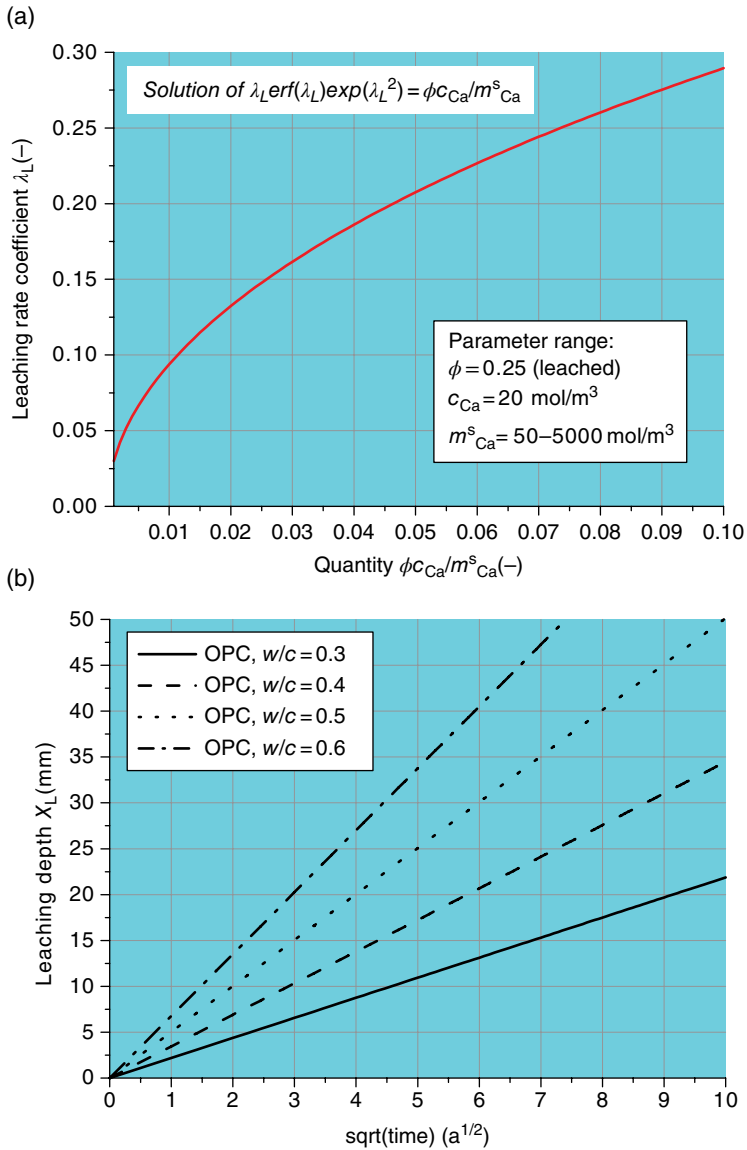 (a)
0.30
0.25
0.20
0.15
0.10
0.05
0.00
Leaching rate coefficient λL(–)
Solution of λL erf(λL)exp(λL²)=ϕcCa/mˢCa
Parameter range:
ϕ=0.25 (leached)
cCa=20 mol/m³
mˢCa=50–5000 mol/m³
0.01 0.02 0.03 0.04 0.05 0.06 0.07 0.08 0.09 0.10
Quantity ϕcCa/mˢCa(–)
(b)
50
45
40
35
30
25
20
15
10
5
0
Leaching depth XL(mm)
OPC, w/c=0.3
OPC, w/c=0.4
OPC, w/c=0.5
OPC, w/c=0.6
0 1 2 3 4 5 6 7 8 9 10
sqrt(time) (a¹/²)